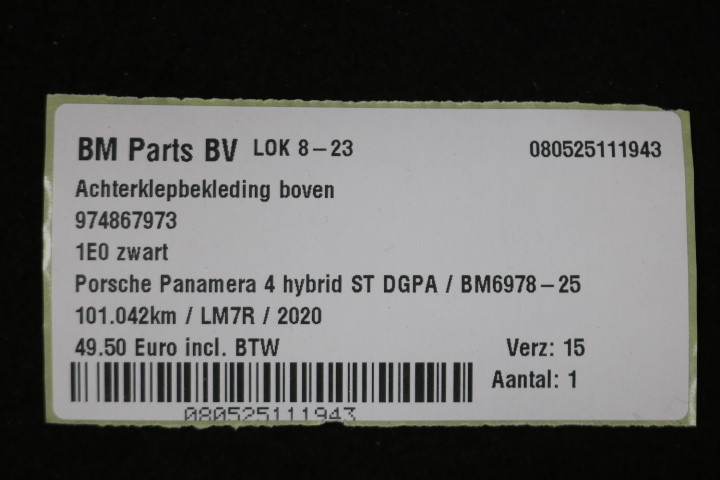 BM Parts BV LOK 8-23 080525111943
Achterklepbekleding boven
974867973
1E0 zwart
Porsche Panamera 4 hybrid ST DGPA / BM6978-25
101.042km / LM7R / 2020
49.50 Euro incl. BTW Verz: 15
Aantal: 1
080525111943